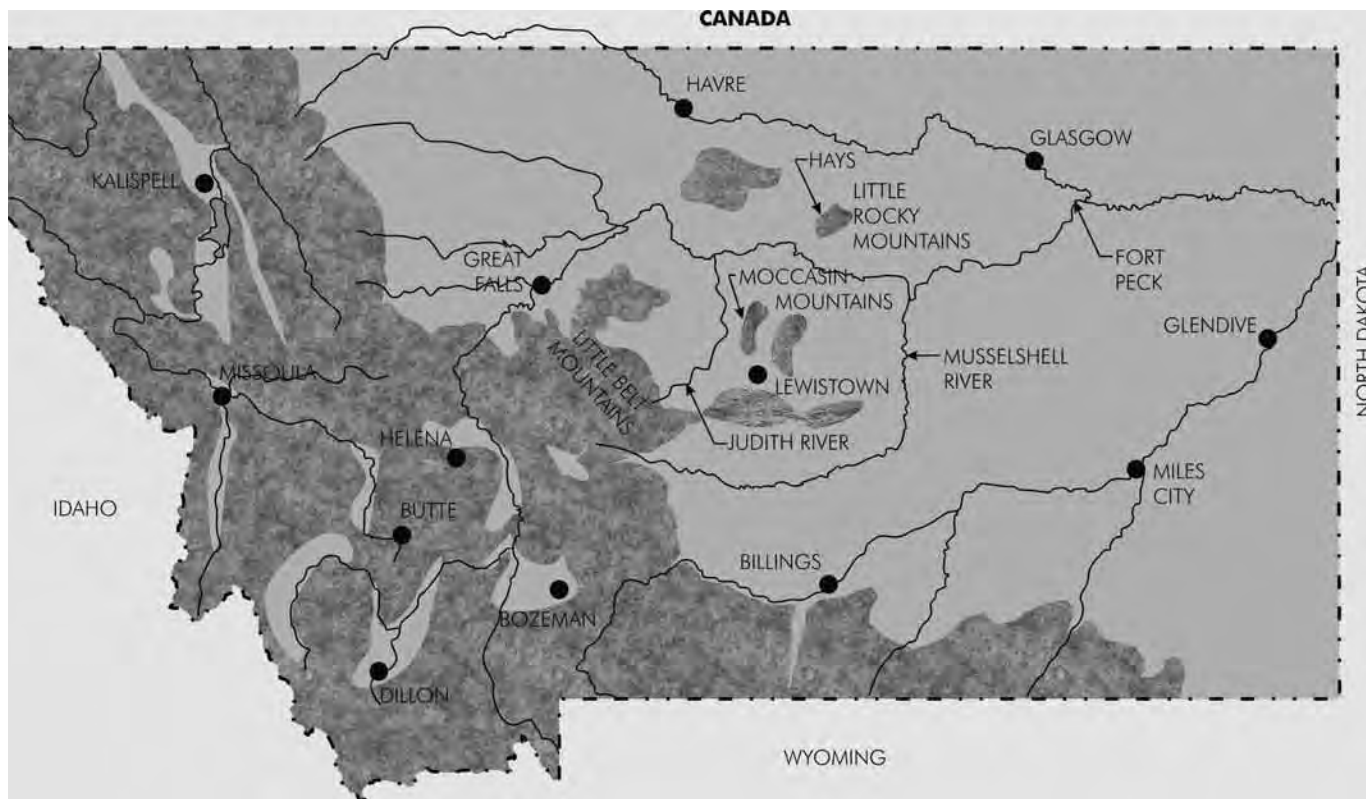 CANADA
HAVRE
GLASGOW
HAYS
KALISPELL
LITTLE
ROCKY
MOUNTAINS
GREAT
FALLS
FORT
PECK
MOCCASIN
MOUNTAINS
NORTH DAKOTA
GLENDIVE
LITTLE BELT
MOUNTAINS
MUSSELSHELL
RIVER
MISSOULA
LEWISTOWN
HELENA
JUDITH RIVER
MILES
CITY
IDAHO
BUTTE
BILLINGS
BOZEMAN
DILLON
WYOMING